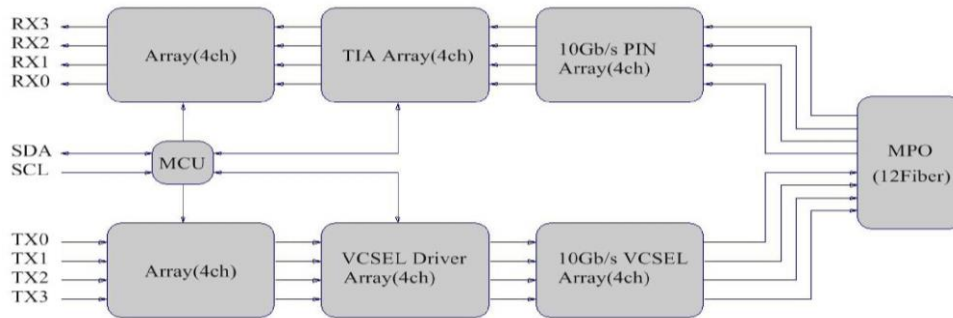 RX3
RX2
RX1
RX0
Array(4ch)
TIA Array(4ch)
10Gb/s PIN
Array(4ch)
SDA
SCL
MCU
MPO
(12Fiber)
TX0
TX1
TX2
TX3
Array(4ch)
VCSEL Driver
Array(4ch)
10Gb/s VCSEL
Array(4ch)